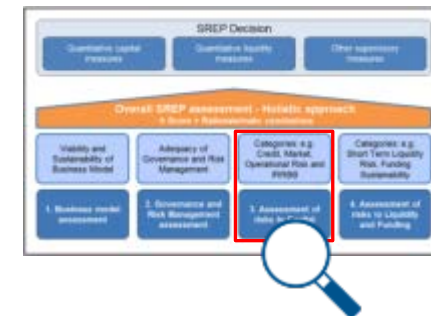 SREP Decision
Quantitative capital
measures
Quantitative liquidity
measures
Other supervisory
measures
Overall SREP assessment - Holistic approach
Viability and
Sustainability of
Business Model
Adequacy of
Governance and Risk
Management
Categories: e.g.
Credit, Market,
Operational Risk and
IRRBB
Categories: e.g.
Short Term Liquidity
Risk, Funding
Sustainability
1. Business model
assessment
2. Governance and
Risk Management
assessment
3. Assessment of
risks to Capital
4. Assessment of
risks to Liquidity
and Funding